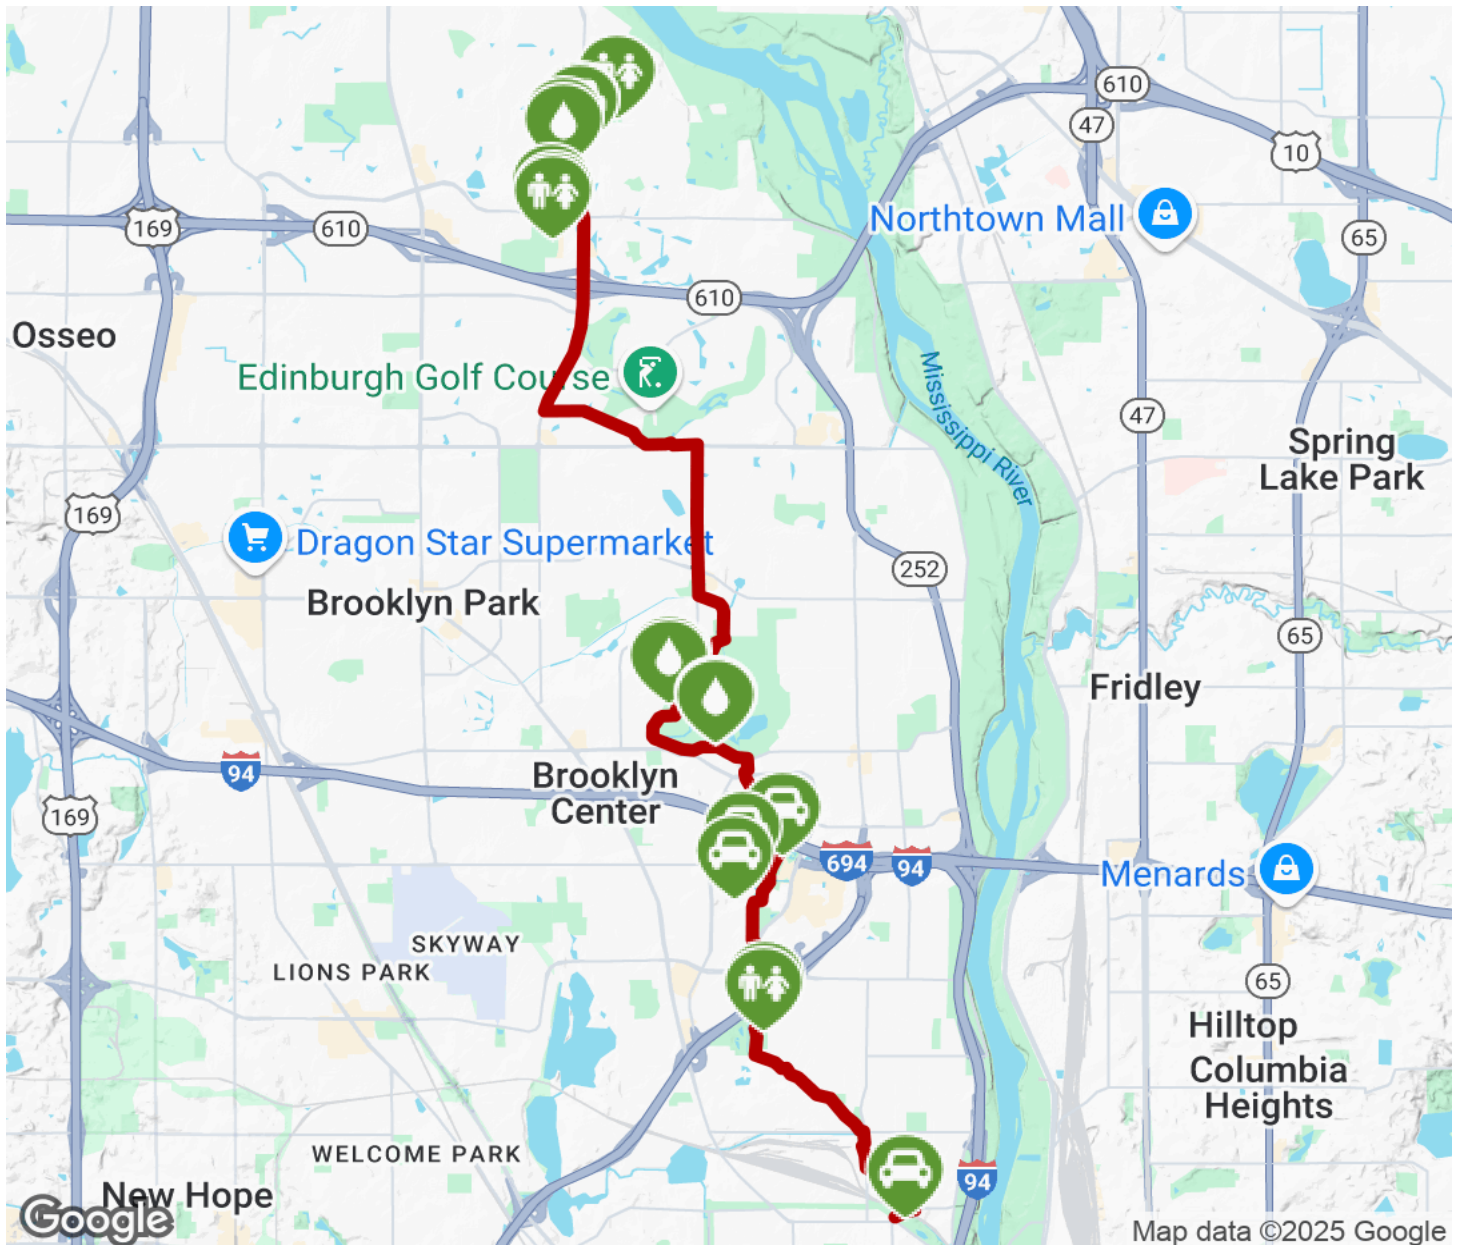 610
47
10
169
610
Northtown Mall
65
610
Osseo
Edinburgh Golf Course
Mississippi River
47
Spring
Lake Park
169
Dragon Star Supermarket
252
Brooklyn Park
65
Fridley
94
Brooklyn
Center
169
694
94
Menards
SKYWAY
LIONS PARK
65
Hilltop
Columbia
Heights
WELCOME PARK
94
New Hope
Google
Map data ©2025 Google